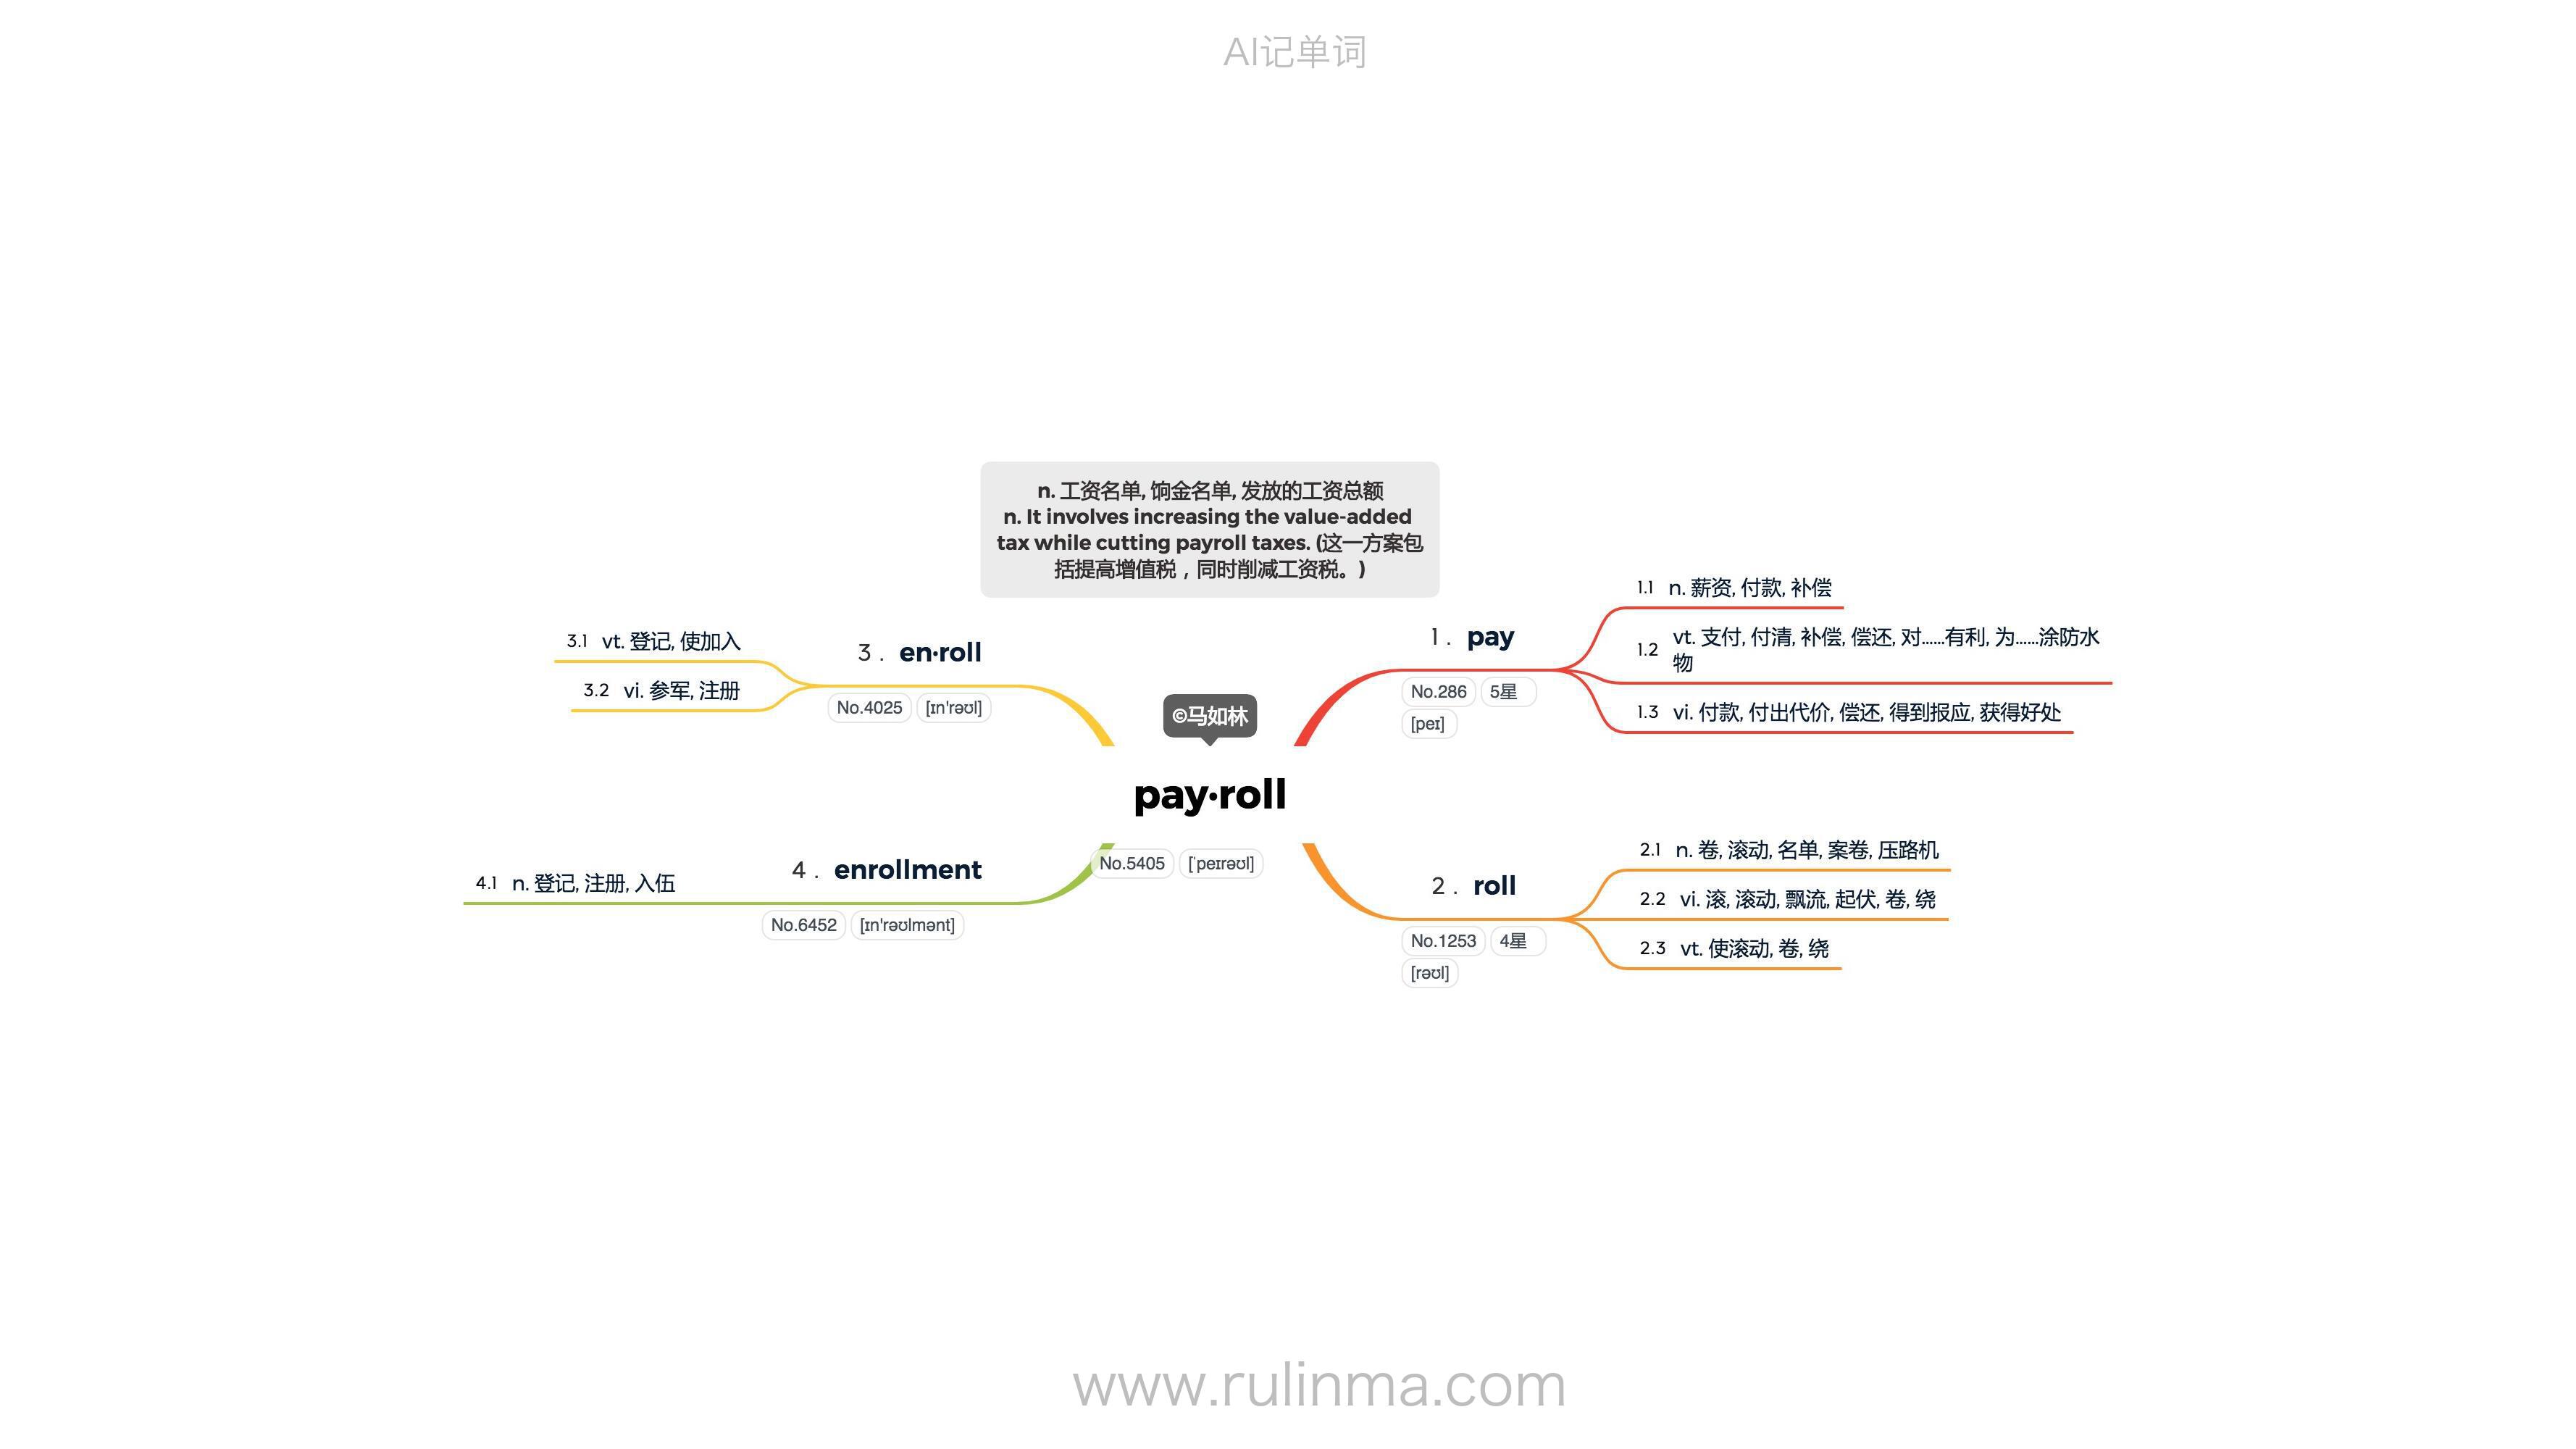 AI记单词
n. 工资名单, 饷金名单, 发放的工资总额
n. It involves increasing the value-added
tax while cutting payroll taxes. (这一方案包
括提高增值税，同时削减工资税。)
©马如林
pay·roll
No.5405 [ˈpeɪrəʊl]
1. pay
No.286 5星
[peɪ]
1.1 n. 薪资, 付款, 补偿
1.2 vt. 支付, 付清, 补偿, 偿还, 对……有利, 为……涂防水
物
1.3 vi. 付款, 付出代价, 偿还, 得到报应, 获得好处
2. roll
No.1253 4星
[rəʊl]
2.1 n. 卷, 滚动, 名单, 案卷, 压路机
2.2 vi. 滚, 滚动, 飘流, 起伏, 卷, 绕
2.3 vt. 使滚动, 卷, 绕
3. en·roll
No.4025 [ɪn'rəʊl]
3.1 vt. 登记, 使加入
3.2 vi. 参军, 注册
4. enrollment
No.6452 [ɪn'rəʊlmənt]
4.1 n. 登记, 注册, 入伍
www.rulinma.com